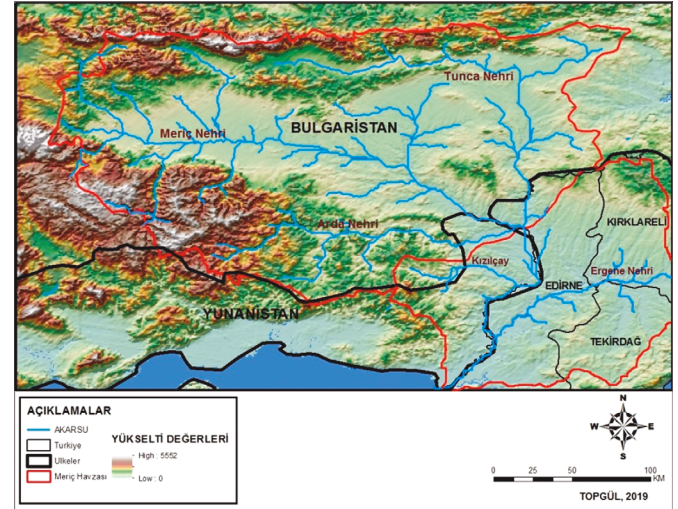 Tunca Nehri
BULGARİSTAN
Meriç Nehri
Arda Nehri
KIRKLARELİ
Kızılçay
Ergene Nehri
EDİRNE
YUNANİSTAN
TEKİRDAĞ
AÇIKLAMALAR
AKARSU
Turkiye
Ulkeler
Meriç Havzası
YÜKSELTİ DEĞERLERİ
High : 5552
Low : 0
N
W
E
S
0 25 50 100
KM
TOPGÜL, 2019